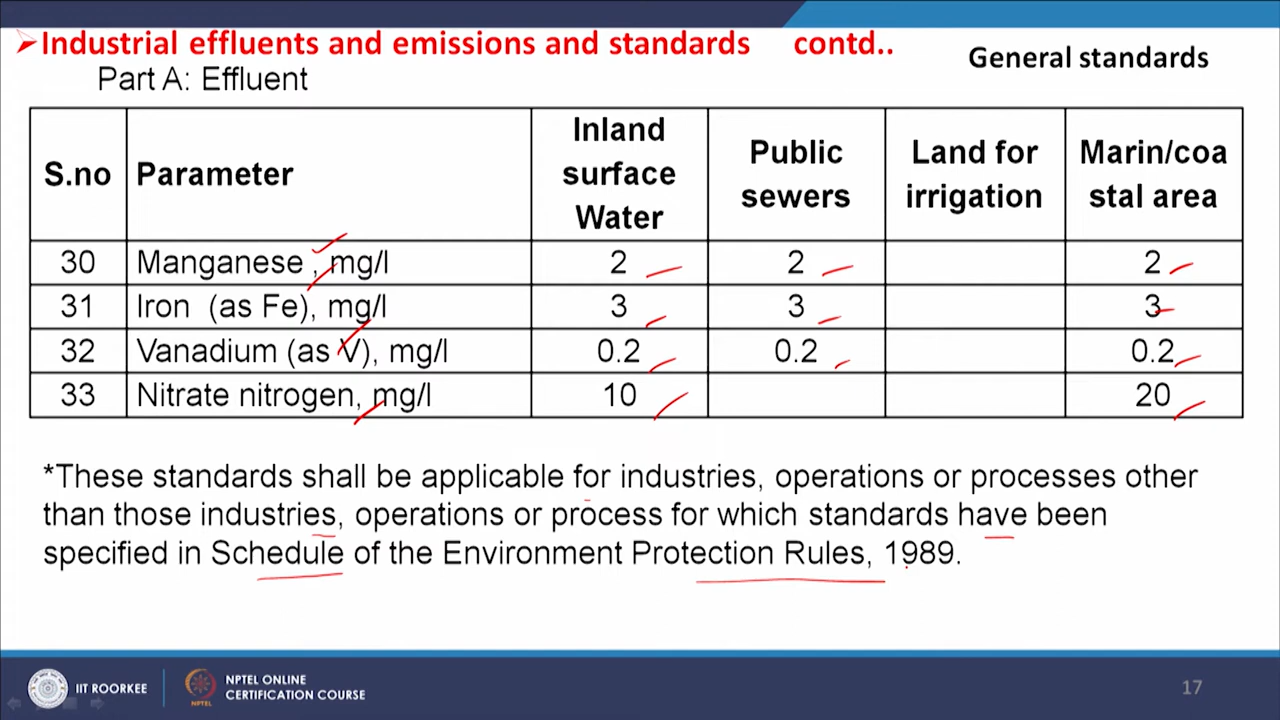 Industrial effluents and emissions and standards contd..
General standards
Part A: Effluent
S.no Parameter Inland surface Water Public sewers Land for irrigation Marin/coa stal area
30 Manganese , mg/l 2 2 2
31 Iron (as Fe), mg/l 3 3 3
32 Vanadium (as V), mg/l 0.2 0.2 0.2
33 Nitrate nitrogen, mg/l 10 20
*These standards shall be applicable for industries, operations or processes other
than those industries, operations or process for which standards have been
specified in Schedule of the Environment Protection Rules, 1989.
IIT ROORKEE
NPTEL
NPTEL ONLINE
CERTIFICATION COURSE
17